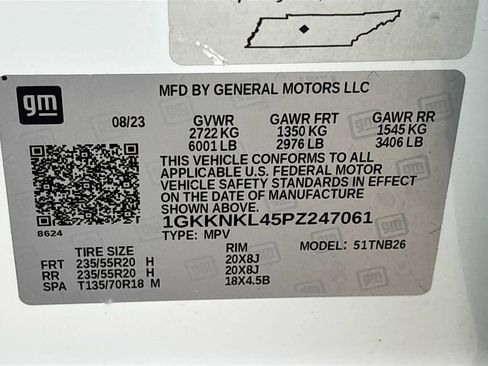 MFD BY GENERAL MOTORS LLC
gm
08/23 GVWR GAWR FRT GAWR RR
2722 KG 1350 KG 1545 KG
6001 LB 2976 LB 3406 LB
THIS VEHICLE CONFORMS TO ALL
APPLICABLE U.S. FEDERAL MOTOR
VEHICLE SAFETY STANDARDS IN EFFECT
ON THE DATE OF MANUFACTURE
SHOWN ABOVE.
8624
1GKKNKL45PZ247061
TYPE: MPV MODEL: 51TNB26
TIRE SIZE RIM
FRT 235/55R20 H 20X8J
RR 235/55R20 H 20X8J
SPA T135/70R18 M 18X4.5B